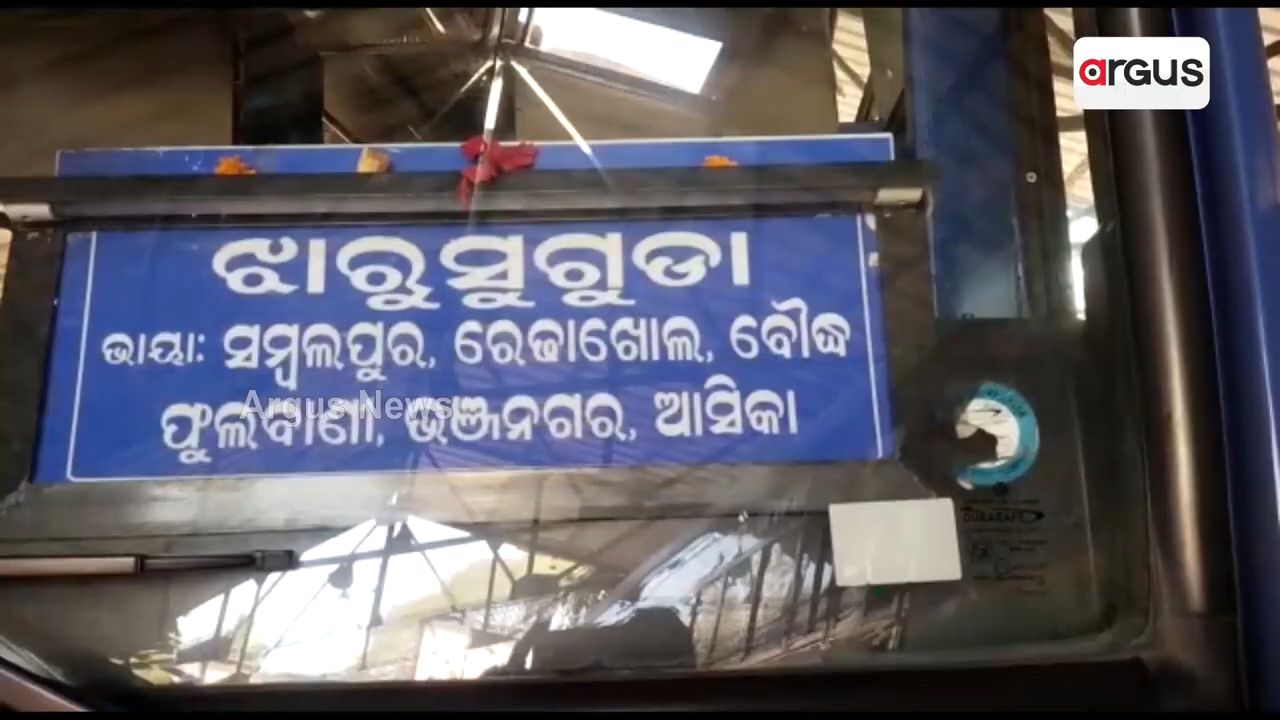 argus
ଝାରସୁଗୁଡା
ଭାୟା: ସମ୍ବଲପୁର, ରେଢାଖୋଲ, ବୌଦ୍ଧ
ଫୁଲବାଣୀ, ଭଞ୍ଜନଗର, ଆସିକା
Argus News
DURASAFE